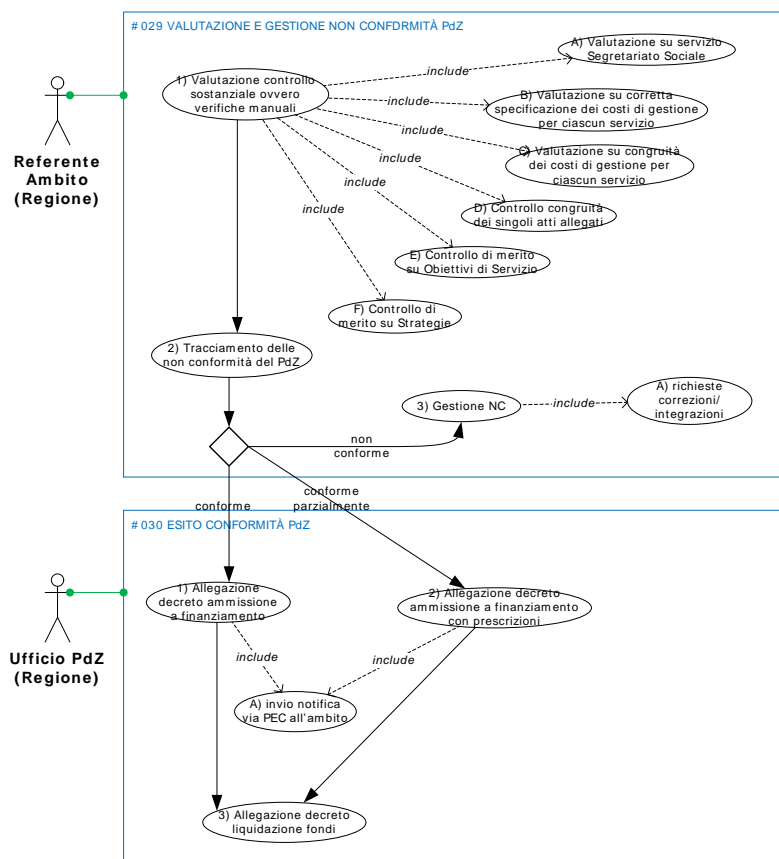 # 029 VALUTAZIONE E GESTIONE NON CONFDRMITÀ PdZ
A) Valutazione su servizio
Segretariato Sociale
1) Valutazione controllo
sostanziale ovvero
verifiche manuali
include
B) Valutazione su corretta
specificazione dei costi di gestione
per ciascun servizio
include
include
C) Valutazione su congruità
dei costi di gestione per
ciascun servizio
Referente
Ambito
(Regione)
include
include
include
D) Controllo congruità
dei singoli atti allegati
E) Controllo di merito
su Obiettivi di Servizio
F) Controllo di
merito su Strategie
2) Tracciamento delle
non conformità del PdZ
3) Gestione NC
include
A) richieste
correzioni/
integrazioni
non
conforme
conforme
conforme
parzialmente
# 030 ESITO CONFORMITÀ PdZ
1) Allegazione
decreto ammissione
a finanziamento
2) Allegazione decreto
ammissione a finanziamento
con prescrizioni
Ufficio PdZ
(Regione)
include
include
A) invio notifica
via PEC all'ambito
3) Allegazione decreto
liquidazione fondi